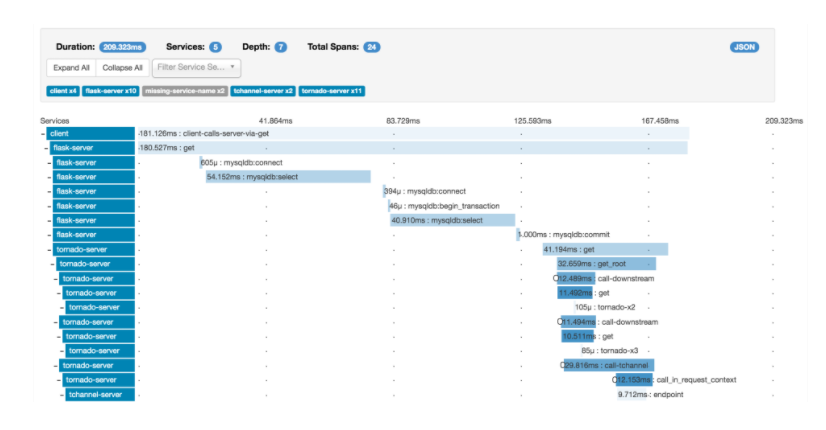 Duration: 209.323ms Services: 5 Depth: 7 Total Spans: 24 JSON
Expand All Collapse All Filter Service Se...
client x4 flask-server x10 missing-service-name x2 tchannel-server x2 tornado-server x11
Services 41.864ms 83.729ms 125.593ms 167.458ms 209.323ms
- client 181.126ms : client-calls-server-via-get
- flask-server 180.527ms : get
- flask-server 605μ : mysqldb:connect
- flask-server 54.152ms : mysqldb:select
- flask-server 394μ : mysqldb:connect
- flask-server 46μ : mysqldb:begin_transaction
- flask-server 40.910ms : mysqldb:select
- flask-server 1.000ms : mysqldb:commit
- tornado-server 41.194ms : get
- tornado-server 32.659ms : get_root
- tornado-server 12.489ms : call-downstream
- tornado-server 11.492ms : get
- tornado-server 105μ : tornado-x2
- tornado-server 11.494ms : call-downstream
- tornado-server 10.511ms : get
- tornado-server 85μ : tornado-x3
- tornado-server 29.816ms : call-tchannel
- tornado-server 12.153ms : call_in_request_context
- tchannel-server 9.712ms : endpoint